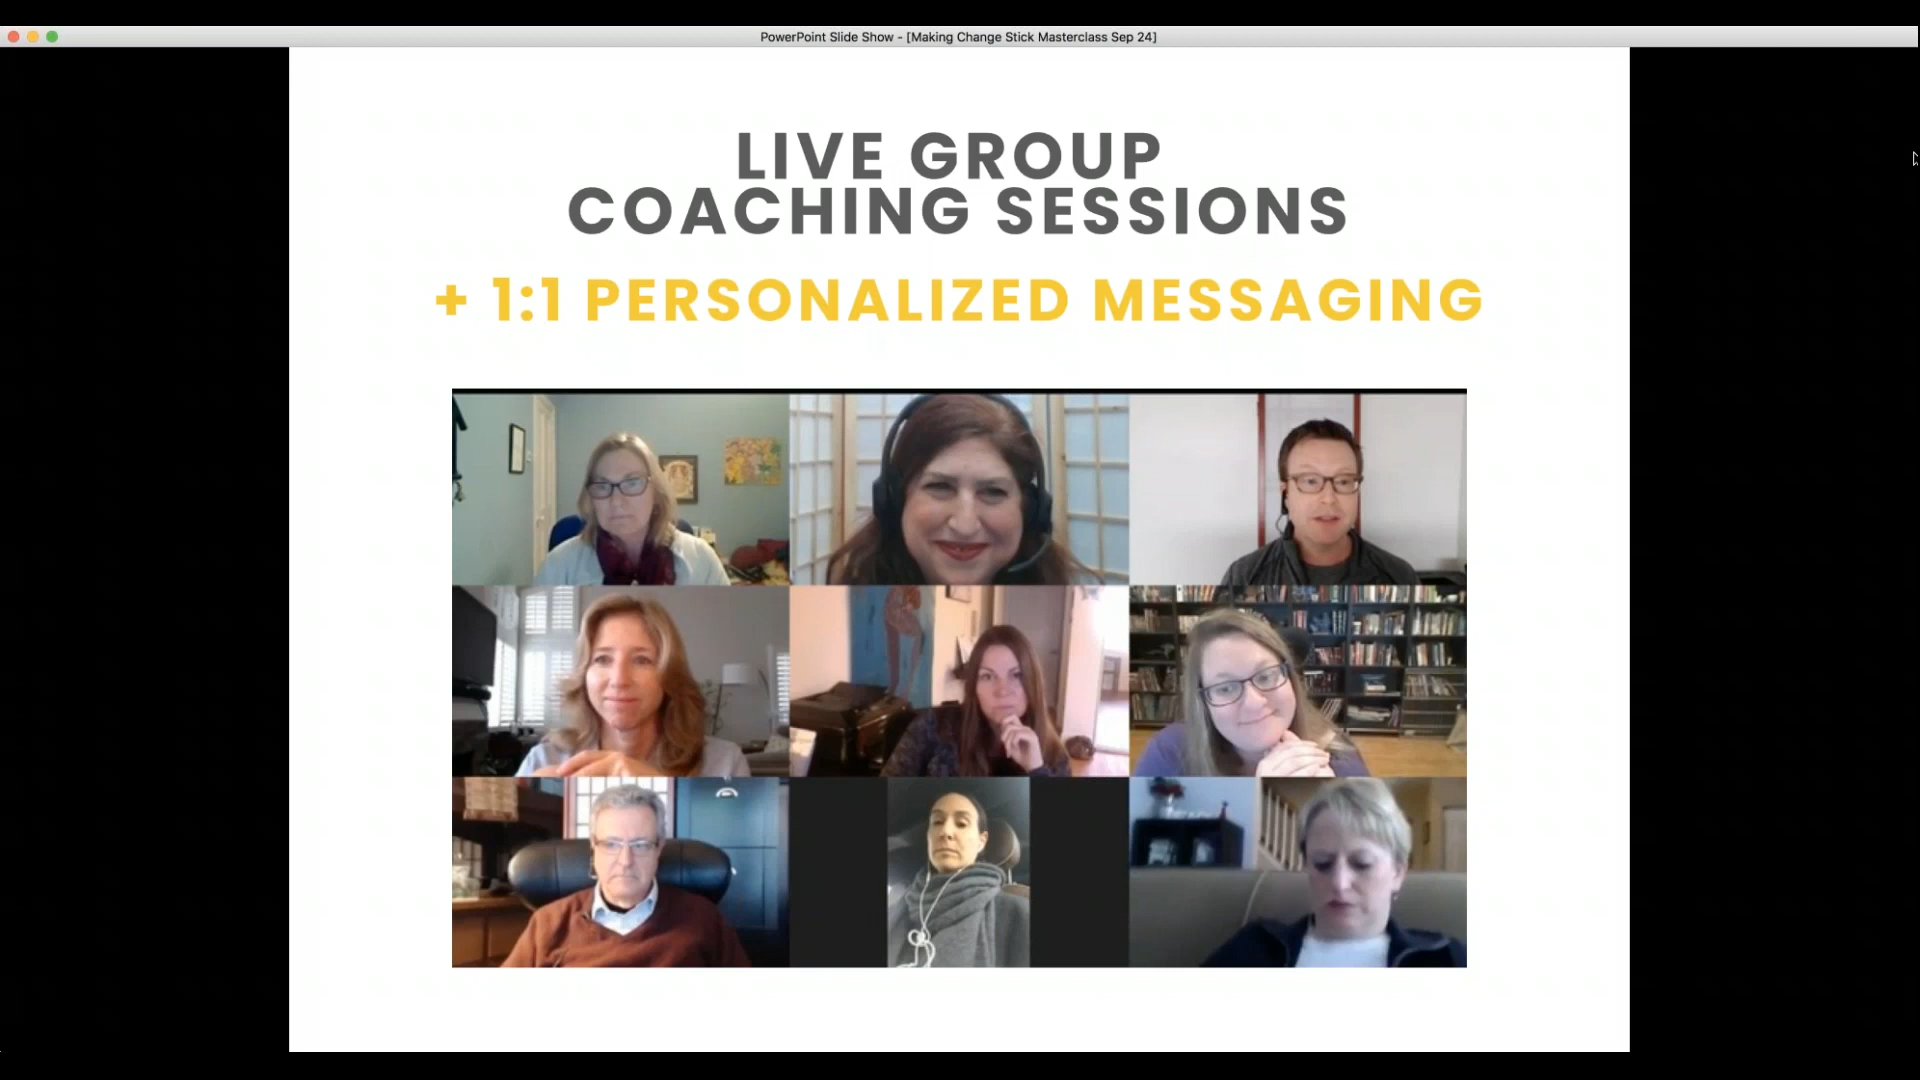 PowerPoint Slide Show - [Making Change Stick Masterclass Sep 24]
LIVE GROUP
COACHING SESSIONS
+ 1:1 PERSONALIZED MESSAGING